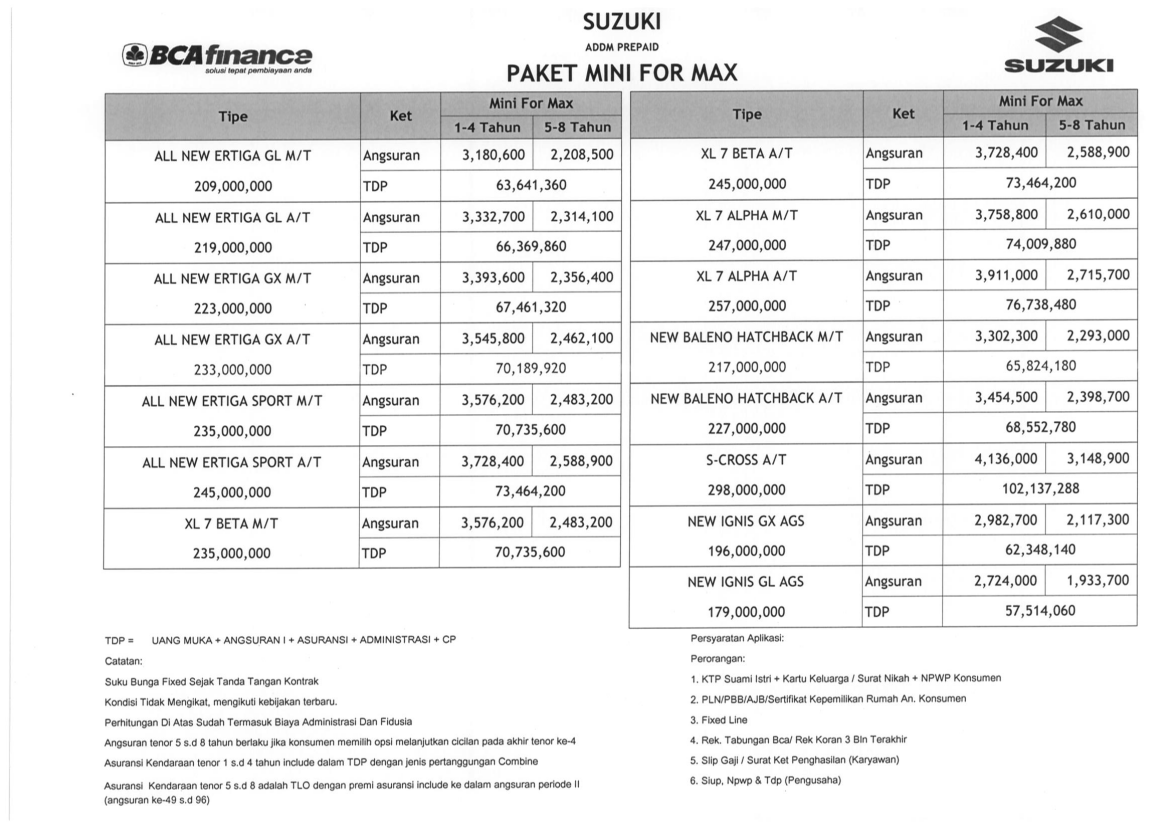 SUZUKI
ADDM PREPAID
PAKET MINI FOR MAX
BCA finance
solusi tepat pembiayaan anda
SUZUKI
Tipe Ket Mini For Max
1-4 Tahun 5-8 Tahun
ALL NEW ERTIGA GL M/T Angsuran 3,180,600 2,208,500
209,000,000 TDP 63,641,360
ALL NEW ERTIGA GL A/T Angsuran 3,332,700 2,314,100
219,000,000 TDP 66,369,860
ALL NEW ERTIGA GX M/T Angsuran 3,393,600 2,356,400
223,000,000 TDP 67,461,320
ALL NEW ERTIGA GX A/T Angsuran 3,545,800 2,462,100
233,000,000 TDP 70,189,920
ALL NEW ERTIGA SPORT M/T Angsuran 3,576,200 2,483,200
235,000,000 TDP 70,735,600
ALL NEW ERTIGA SPORT A/T Angsuran 3,728,400 2,588,900
245,000,000 TDP 73,464,200
XL 7 BETA M/T Angsuran 3,576,200 2,483,200
235,000,000 TDP 70,735,600
Tipe Ket Mini For Max
1-4 Tahun 5-8 Tahun
XL 7 BETA A/T Angsuran 3,728,400 2,588,900
245,000,000 TDP 73,464,200
XL 7 ALPHA M/T Angsuran 3,758,800 2,610,000
247,000,000 TDP 74,009,880
XL 7 ALPHA A/T Angsuran 3,911,000 2,715,700
257,000,000 TDP 76,738,480
NEW BALENO HATCHBACK M/T Angsuran 3,302,300 2,293,000
217,000,000 TDP 65,824,180
NEW BALENO HATCHBACK A/T Angsuran 3,454,500 2,398,700
227,000,000 TDP 68,552,780
S-CROSS A/T Angsuran 4,136,000 3,148,900
298,000,000 TDP 102,137,288
NEW IGNIS GX AGS Angsuran 2,982,700 2,117,300
196,000,000 TDP 62,348,140
NEW IGNIS GL AGS Angsuran 2,724,000 1,933,700
179,000,000 TDP 57,514,060
TDP = UANG MUKA + ANGSURAN I + ASURANSI + ADMINISTRASI + CP
Catatan:
Suku Bunga Fixed Sejak Tanda Tangan Kontrak
Kondisi Tidak Mengikat, mengikuti kebijakan terbaru.
Perhitungan Di Atas Sudah Termasuk Biaya Administrasi Dan Fidusia
Angsuran tenor 5 s.d 8 tahun berlaku jika konsumen memilih opsi melanjutkan cicilan pada akhir tenor ke-4
Asuransi Kendaraan tenor 1 s.d 4 tahun include dalam TDP dengan jenis pertanggungan Combine
Asuransi Kendaraan tenor 5 s.d 8 adalah TLO dengan premi asuransi include ke dalam angsuran periode II
(angsuran ke-49 s.d 96)
Persyaratan Aplikasi:
Perorangan:
1. KTP Suami Istri + Kartu Keluarga / Surat Nikah + NPWP Konsumen
2. PLN/PBB/AJB/Sertifikat Kepemilikan Rumah An. Konsumen
3. Fixed Line
4. Rek. Tabungan Bca/ Rek Koran 3 Bln Terakhir
5. Slip Gaji / Surat Ket Penghasilan (Karyawan)
6. Siup, Npwp & Tdp (Pengusaha)